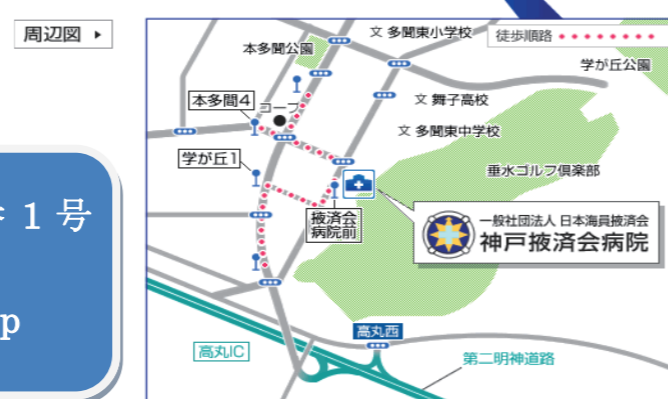 周辺図 ▶
徒歩順路
文 多聞東小学校
本多聞公園
学が丘公園
本多聞4
コープ
文 舞子高校
文 多聞東中学校
学が丘1
垂水ゴルフ倶楽部
掖済会
病院前
一般社団法人 日本海員掖済会
神戸掖済会病院
1 号
p
高丸西
高丸IC
第二明神道路